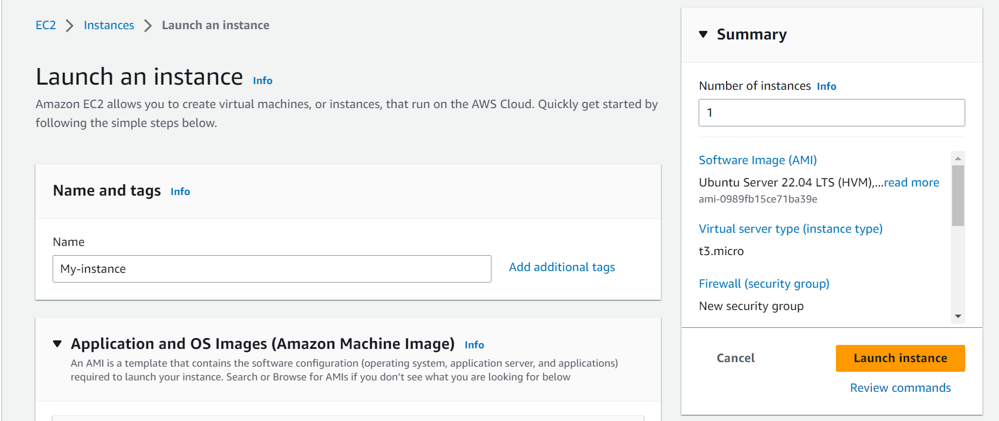 EC2 > Instances > Launch an instance
Launch an instance Info
Amazon EC2 allows you to create virtual machines, or instances, that run on the AWS Cloud. Quickly get started by
following the simple steps below.
Name and tags Info
Name
My-instance
Add additional tags
Application and OS Images (Amazon Machine Image) Info
An AMI is a template that contains the software configuration (operating system, application server, and applications)
required to launch your instance. Search or Browse for AMIs if you don’t see what you are looking for below
Summary
Number of instances Info
1
Software Image (AMI)
Ubuntu Server 22.04 LTS (HVM),...read more
ami-0989fb15ce71ba39e
Virtual server type (instance type)
t3.micro
Firewall (security group)
New security group
Cancel
Launch instance
Review commands